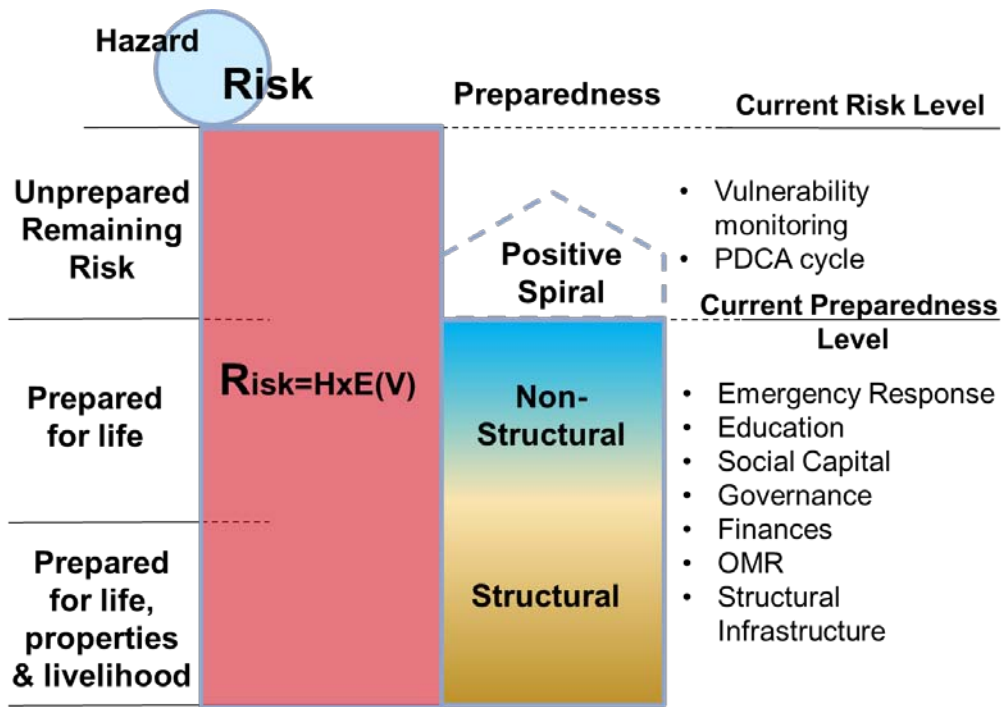 Hazard
Risk
Preparedness
Current Risk Level
Unprepared
Remaining
Risk
Positive
Spiral
• Vulnerability
monitoring
• PDCA cycle
Current Preparedness
Level
Prepared
for life
Risk=HxE(V)
Non-
Structural
• Emergency Response
• Education
• Social Capital
• Governance
• Finances
• OMR
• Structural
Infrastructure
Prepared
for life,
properties
& livelihood
Structural